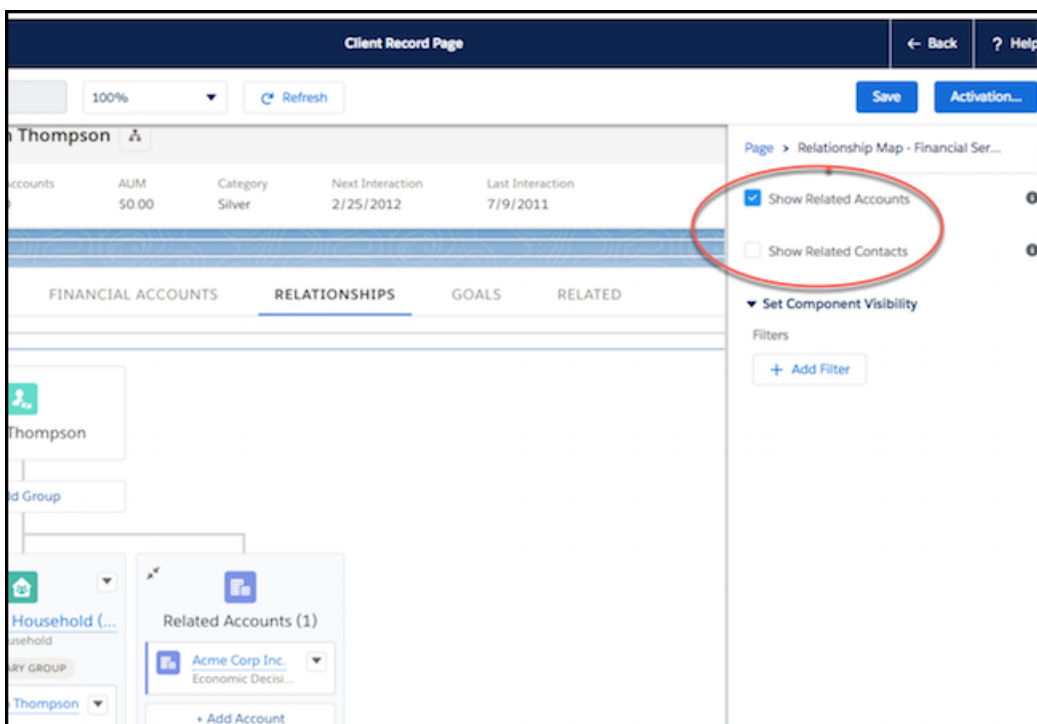 Client Record Page
← Back
? Help
100%
Refresh
Save
Activation...
Thompson
Page > Relationship Map - Financial Ser...
AUM
Category
Next Interaction
Last Interaction
$0.00
Silver
2/25/2012
7/9/2011
Show Related Accounts
Show Related Contacts
FINANCIAL ACCOUNTS
RELATIONSHIPS
GOALS
RELATED
Set Component Visibility
Filters
+ Add Filter
Thompson
Group
Household (...
Related Accounts (1)
GROUP
Acme Corp Inc.
Economic Decisi...
Thompson
+ Add Account